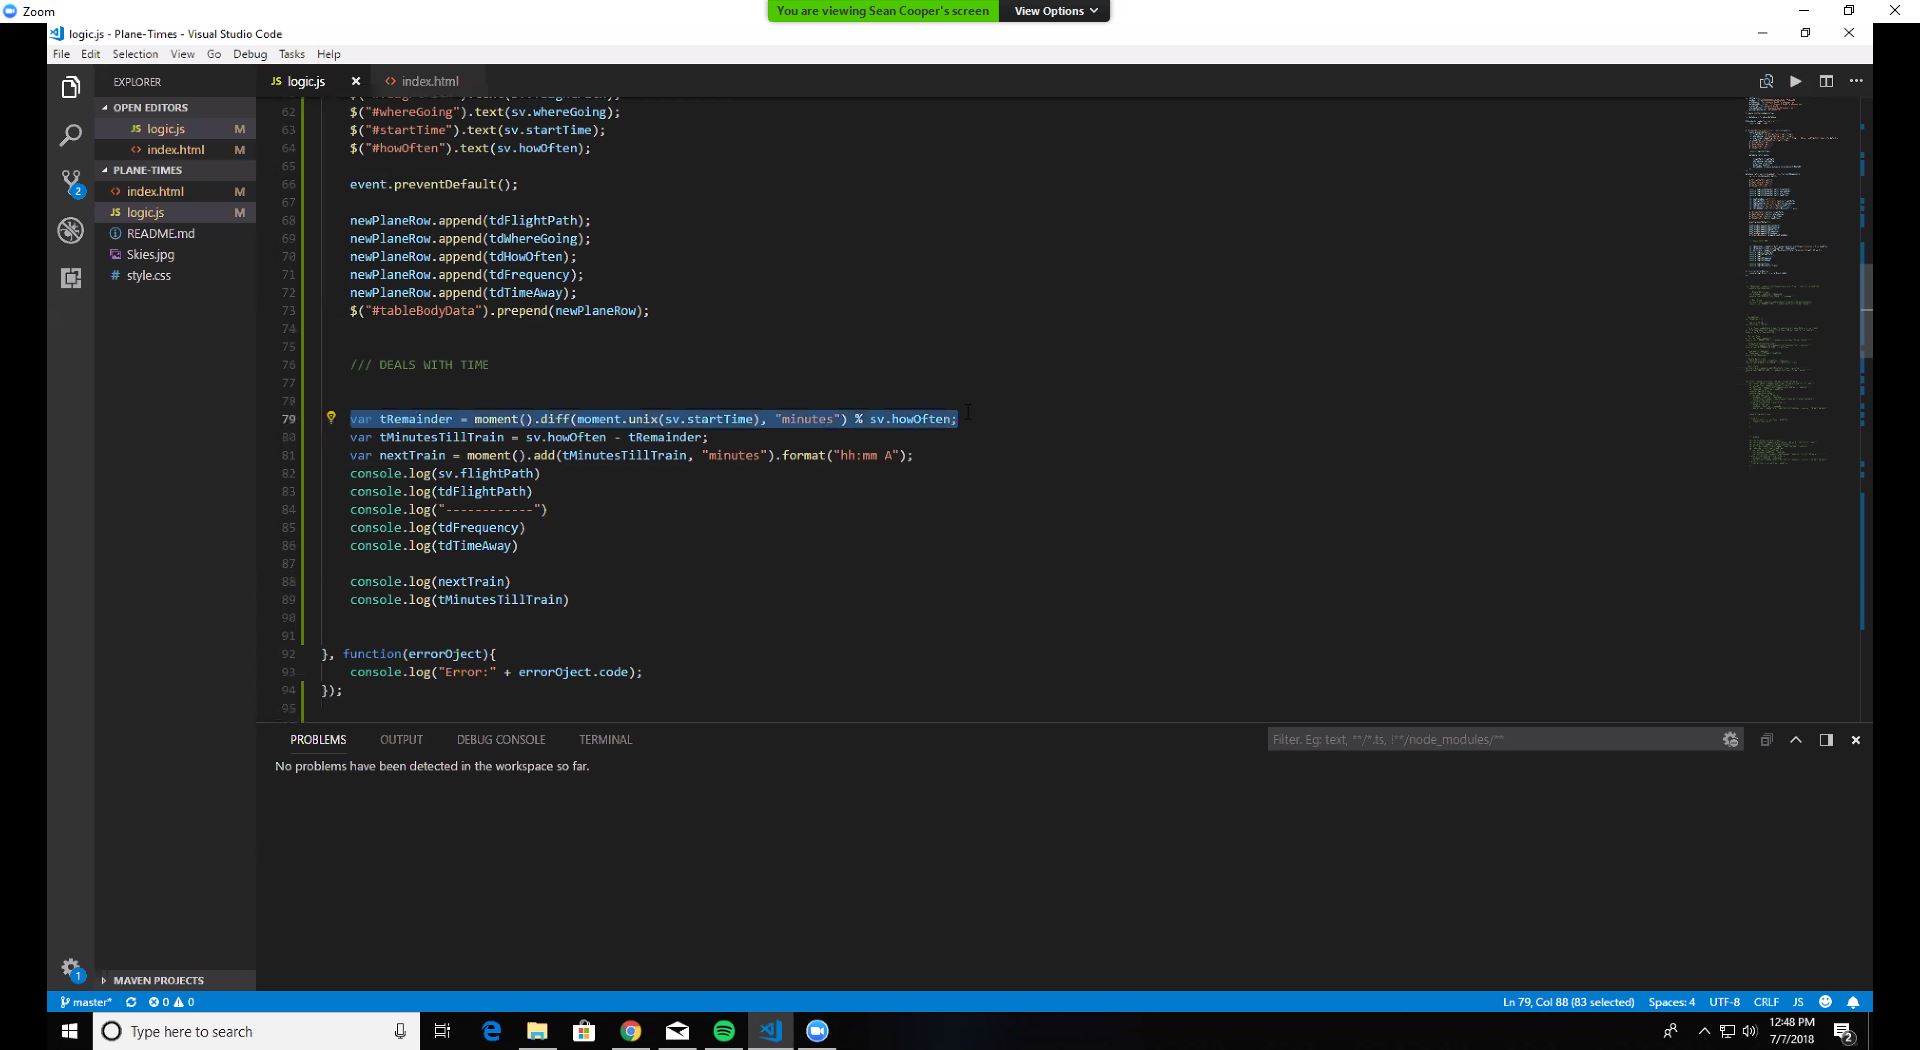 Zoom
You are viewing Sean Cooper's screen View Options
logic.js - Plane-Times - Visual Studio Code
File Edit Selection View Go Debug Tasks Help
EXPLORER
OPEN EDITORS
JS logic.js M
<> index.html M
PLANE-TIMES
<> index.html M
JS logic.js M
README.md
Skies.jpg
style.css
MAVEN PROJECTS
2
1
JS logic.js
<> index.html
62 $("#whereGoing").text(sv.whereGoing);
63 $("#startTime").text(sv.startTime);
64 $("#howOften").text(sv.howOften);
65
66 event.preventDefault();
67
68 newPlaneRow.append(tdFlightPath);
69 newPlaneRow.append(tdWhereGoing);
70 newPlaneRow.append(tdHowOften);
71 newPlaneRow.append(tdFrequency);
72 newPlaneRow.append(tdTimeAway);
73 $("#tableBodyData").prepend(newPlaneRow);
74
75
76 /// DEALS WITH TIME
77
78
79 var tRemainder = moment().diff(moment.unix(sv.startTime), "minutes") % sv.howOften;
80 var tMinutesTillTrain = sv.howOften - tRemainder;
81 var nextTrain = moment().add(tMinutesTillTrain, "minutes").format("hh:mm A");
82 console.log(sv.flightPath)
83 console.log(tdFlightPath)
84 console.log("------------")
85 console.log(tdFrequency)
86 console.log(tdTimeAway)
87
88 console.log(nextTrain)
89 console.log(tMinutesTillTrain)
90
91
92 }, function(errorOject){
93 console.log("Error:" + errorOject.code);
94 });
95
PROBLEMS OUTPUT DEBUG CONSOLE TERMINAL
Filter. Eg: text, **/*.ts, !**/node_modules/**
No problems have been detected in the workspace so far.
master* 0 0
Ln 79, Col 88 (83 selected) Spaces: 4 UTF-8 CRLF JS
Type here to search
12:48 PM
7/7/2018
2